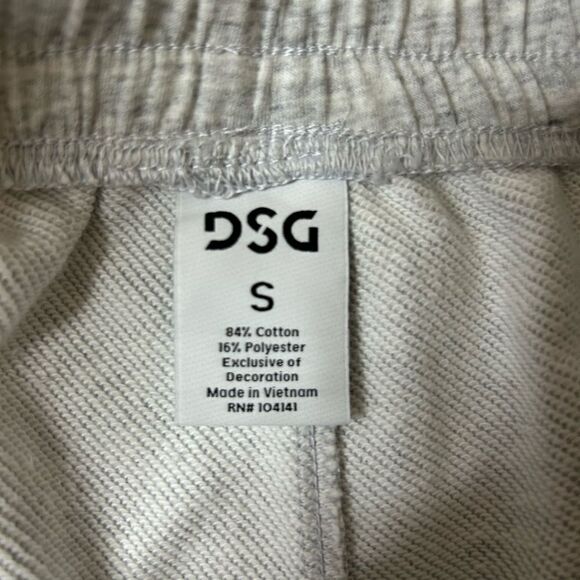 DSG
S
84% Cotton
16% Polyester
Exclusive of
Decoration
Made in Vietnam
RN# 104141